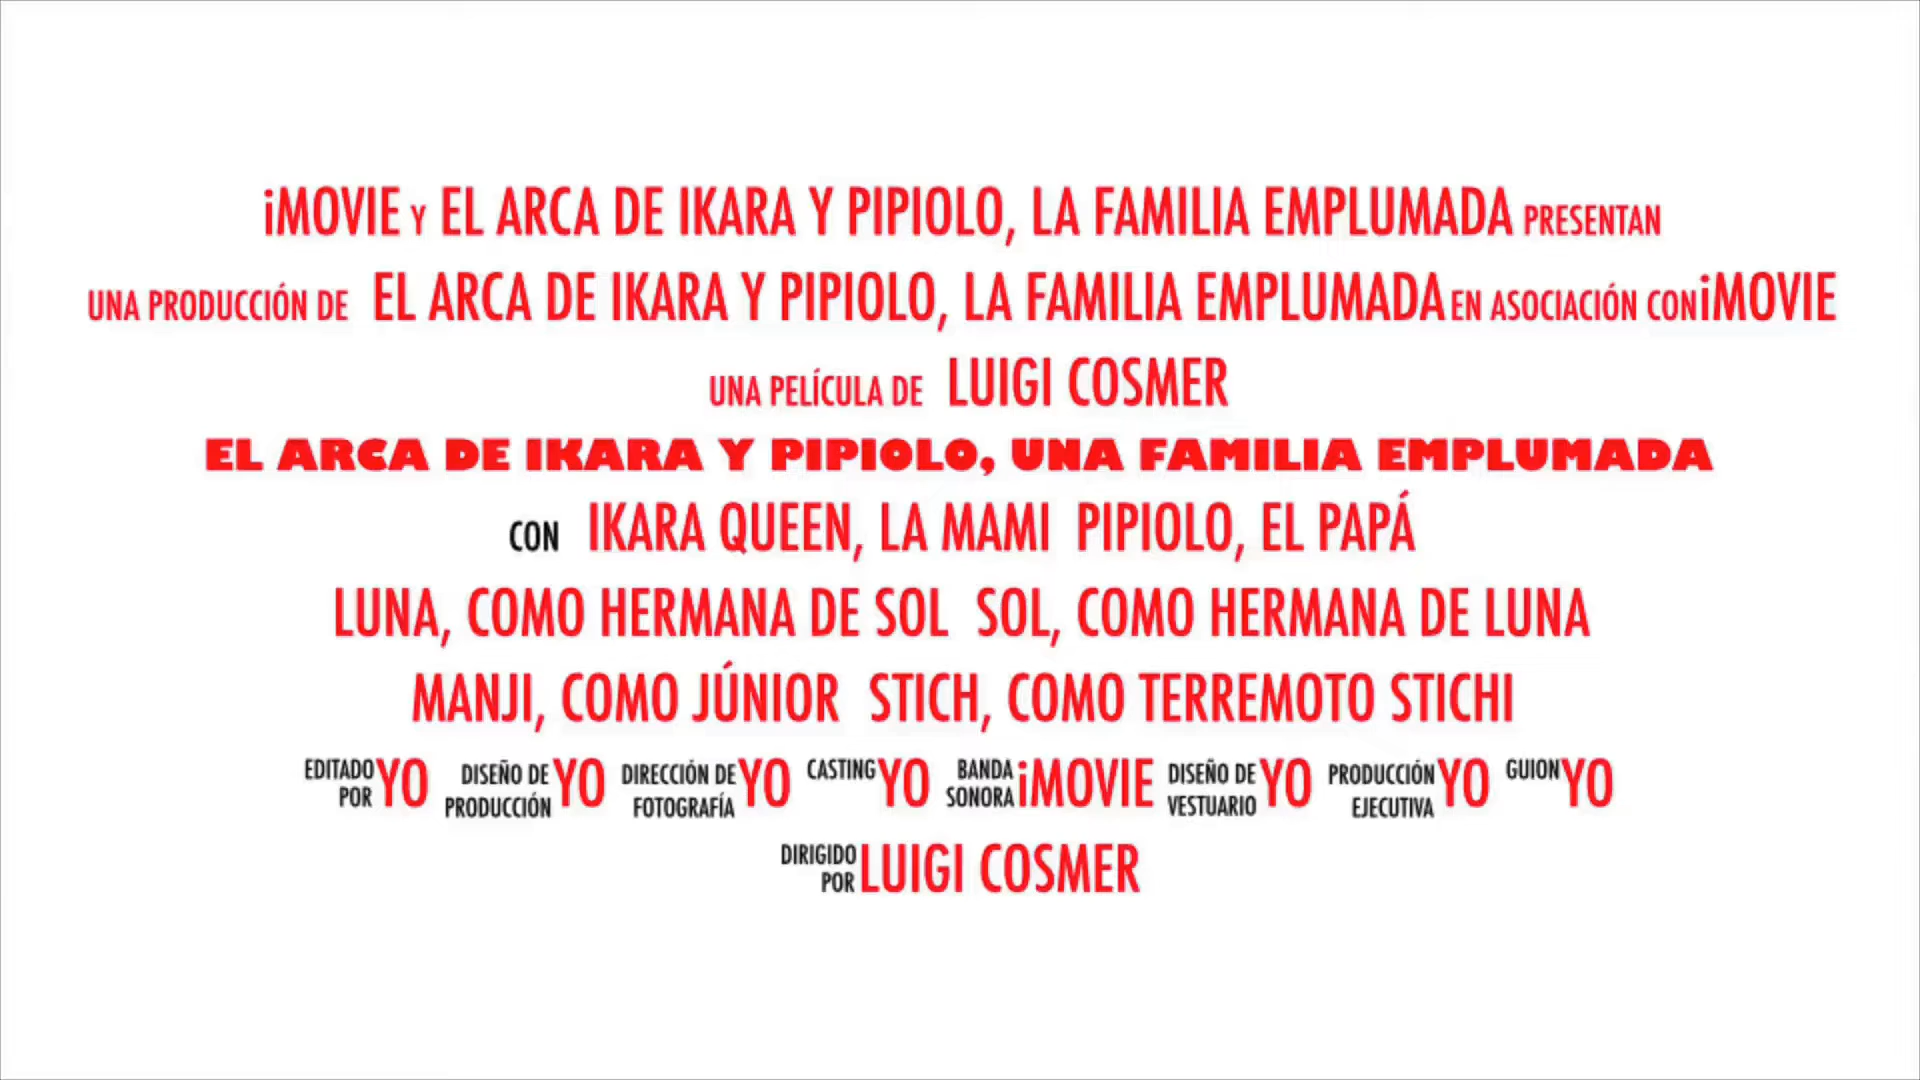 iMOVIE Y EL ARCA DE IKARA Y PIPIOLO, LA FAMILIA EMPLUMADA PRESENTAN
UNA PRODUCCIÓN DE EL ARCA DE IKARA Y PIPIOLO, LA FAMILIA EMPLUMADA EN ASOCIACIÓN CON iMOVIE
UNA PELÍCULA DE LUIGI COSMER
EL ARCA DE IKARA Y PIPIOLO, UNA FAMILIA EMPLUMADA
CON IKARA QUEEN, LA MAMI PIPIOLO, EL PAPÁ
LUNA, COMO HERMANA DE SOL SOL, COMO HERMANA DE LUNA
MANJI, COMO JÚNIOR STICH, COMO TERREMOTO STICHI
EDITADO POR YO DISEÑO DE PRODUCCIÓN YO DIRECCIÓN DE FOTOGRAFÍA YO CASTING YO BANDA SONORA iMOVIE DISEÑO DE VESTUARIO YO PRODUCCIÓN EJECUTIVA YO GUION YO
DIRIGIDO POR LUIGI COSMER